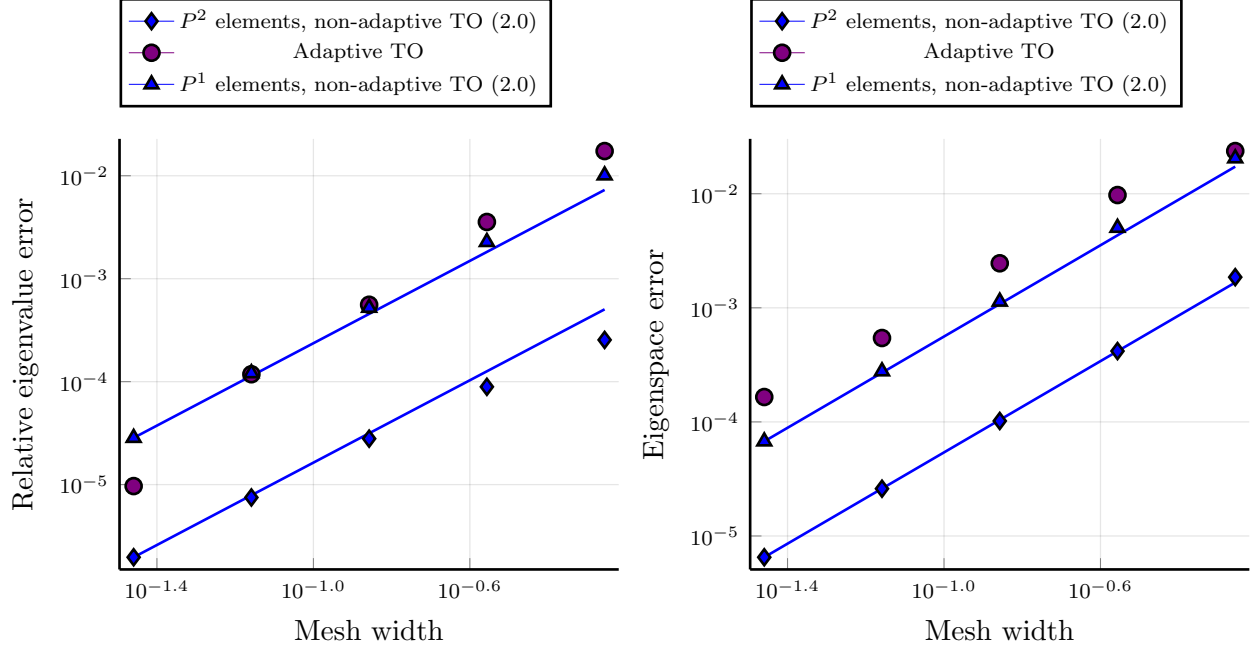 P² elements, non-adaptive TO (2.0)
Adaptive TO
P¹ elements, non-adaptive TO (2.0)
10⁻²
10⁻³
10⁻⁴
10⁻⁵
Relative eigenvalue error
10⁻¹·⁴
10⁻¹·⁰
10⁻⁰·⁶
Mesh width
P² elements, non-adaptive TO (2.0)
Adaptive TO
P¹ elements, non-adaptive TO (2.0)
10⁻²
10⁻³
10⁻⁴
10⁻⁵
Eigenspace error
10⁻¹·⁴
10⁻¹·⁰
10⁻⁰·⁶
Mesh width